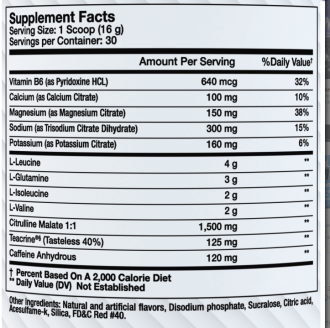 Supplement Facts
Serving Size: 1 Scoop (16 g)
Servings per Container: 30
Amount Per Serving %Daily Value†
Vitamin B6 (as Pyridoxine HCL) 640 mcg 32%
Calcium (as Calcium Citrate) 100 mg 10%
Magnesium (as Magnesium Citrate) 150 mg 38%
Sodium (as Trisodium Citrate Dihydrate) 300 mg 15%
Potassium (as Potassium Citrate) 160 mg 6%
L-Leucine 4 g **
L-Glutamine 3 g **
L-Isoleucine 2 g **
L-Valine 2 g **
Citrulline Malate 1:1 1,500 mg **
Teacrine®§ (Tasteless 40%) 125 mg **
Caffeine Anhydrous 120 mg **
† Percent Based On A 2,000 Calorie Diet
** Daily Value (DV) Not Established
Other Ingredients: Natural and artificial flavors, Disodium phosphate, Sucralose, Citric acid,
Acesulfame-k, Silica, FD&C Red #40.